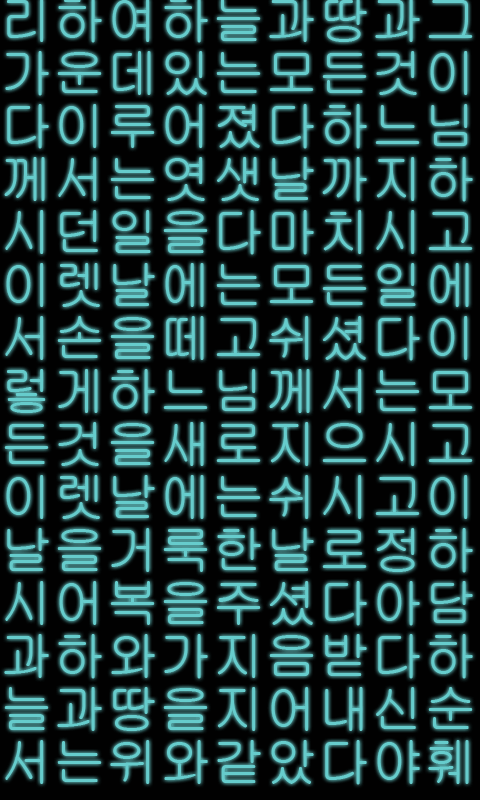 리하여하늘과땅과그
가운데있는모든것이
다이루어졌다하느님
께서는엿샛날까지하
시던일을다마치시고
이렛날에는모든일에
서손을떼고쉬셨다이
렇게하느님께서는모
든것을새로지으시고
이렛날에는쉬시고이
날을거룩한날로정하
시어복을주셨다아담
과하와가지음받다하
늘과땅을지어내신순
서는위와같았다야훼